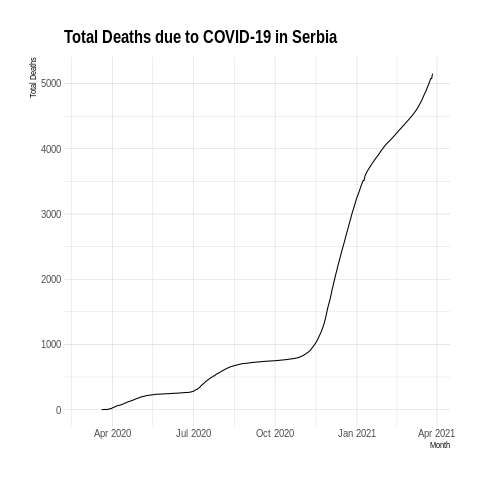 Total Deaths due to COVID-19 in Serbia
Total Deaths
5000
4000
3000
2000
1000
0
Apr 2020 Jul 2020 Oct 2020 Jan 2021 Apr 2021
Month